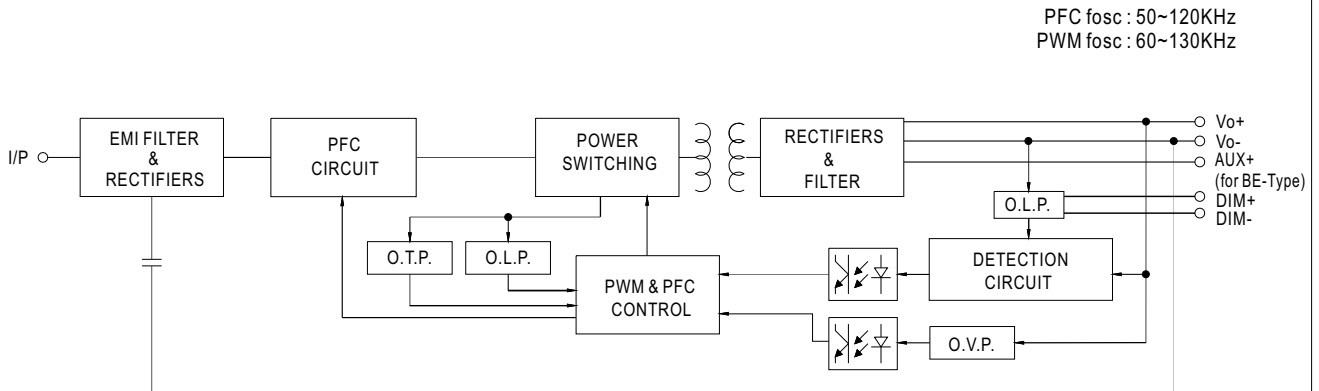 PFC fosc : 50~120KHz
PWM fosc : 60~130KHz
I/P
EMI FILTER
&
RECTIFIERS
PFC
CIRCUIT
POWER
SWITCHING
RECTIFIERS
&
FILTER
Vo+
Vo-
AUX+
(for BE-Type)
DIM+
DIM-
O.L.P.
O.T.P.
O.L.P.
PWM & PFC
CONTROL
DETECTION
CIRCUIT
O.V.P.